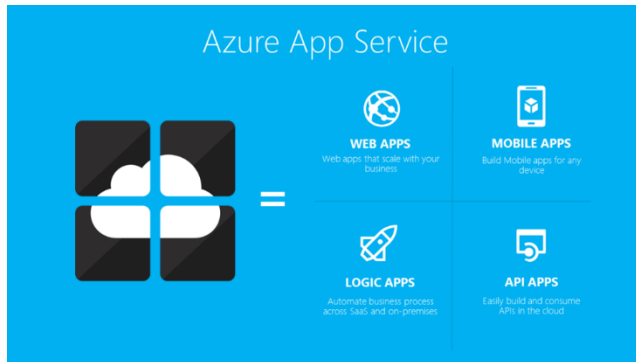 Azure App Service
WEB APPS
Web apps that scale with your
business
MOBILE APPS
Build Mobile apps for any
device
LOGIC APPS
Automate business process
across SaaS and on-premises
API APPS
Easily build and consume
APIs in the cloud